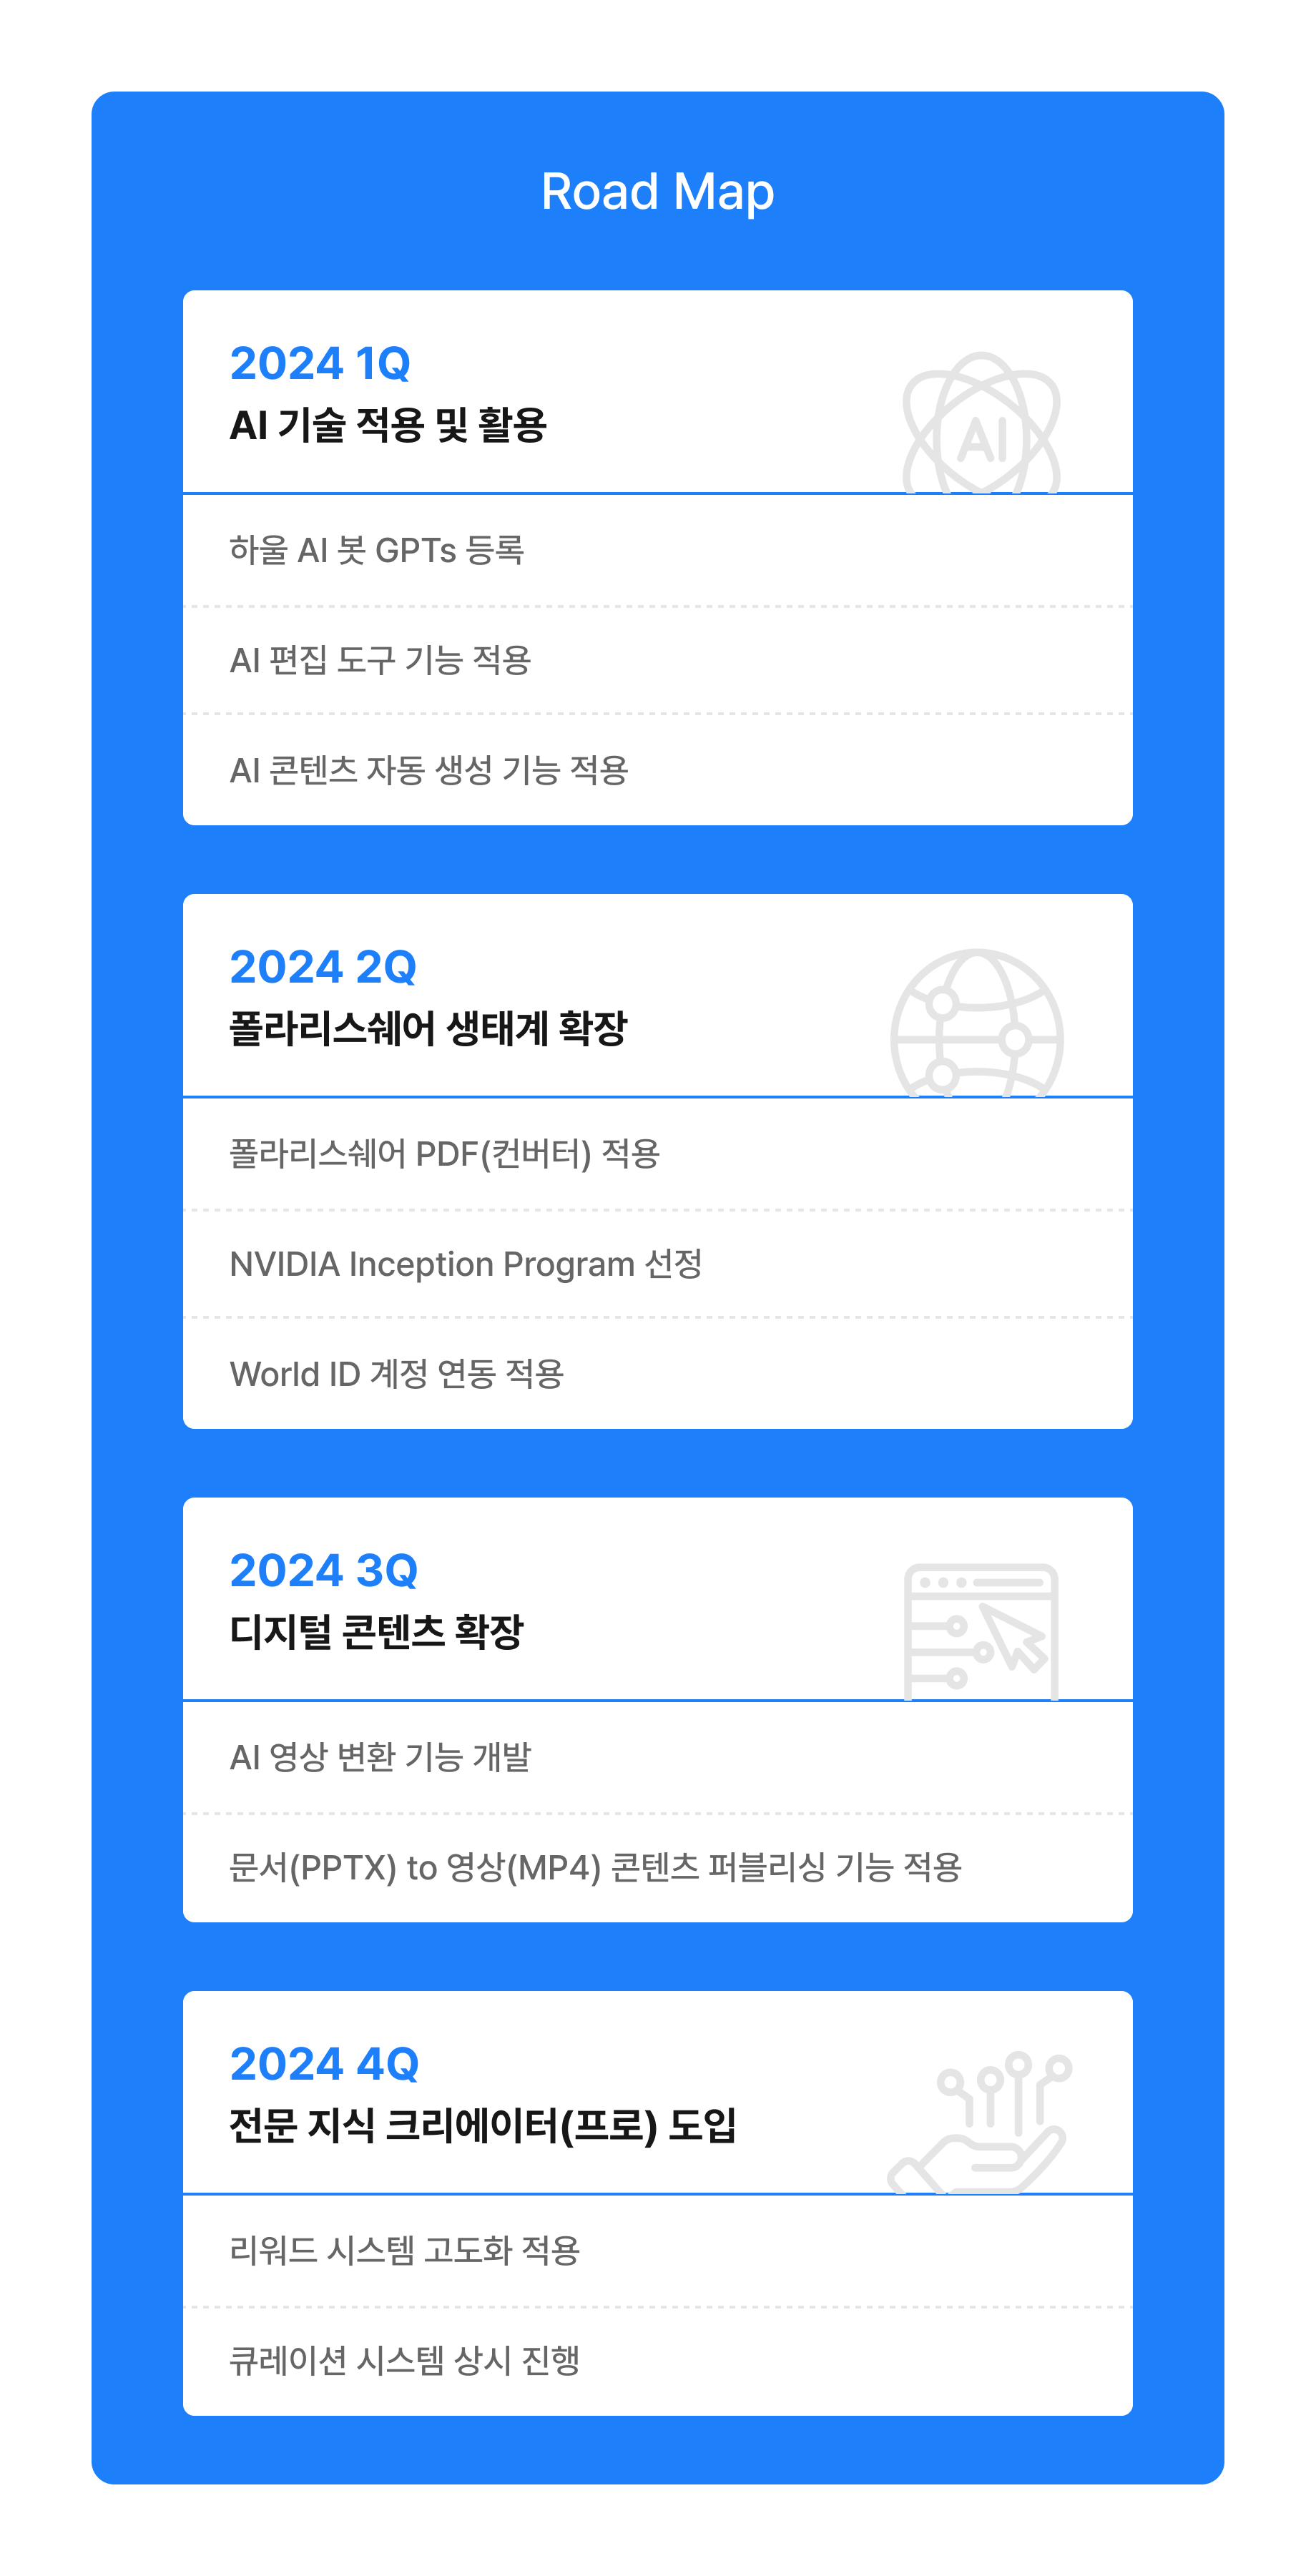 Road Map
2024 1Q
AI 기술 적용 및 활용
AI
하울 AI 봇 GPTs 등록
AI 편집 도구 기능 적용
AI 콘텐츠 자동 생성 기능 적용
2024 2Q
폴라리스쉐어 생태계 확장
폴라리스쉐어 PDF(컨버터) 적용
NVIDIA Inception Program 선정
World ID 계정 연동 적용
2024 3Q
디지털 콘텐츠 확장
AI 영상 변환 기능 개발
문서(PPTX) to 영상(MP4) 콘텐츠 퍼블리싱 기능 적용
2024 4Q
전문 지식 크리에이터(프로) 도입
리워드 시스템 고도화 적용
큐레이션 시스템 상시 진행